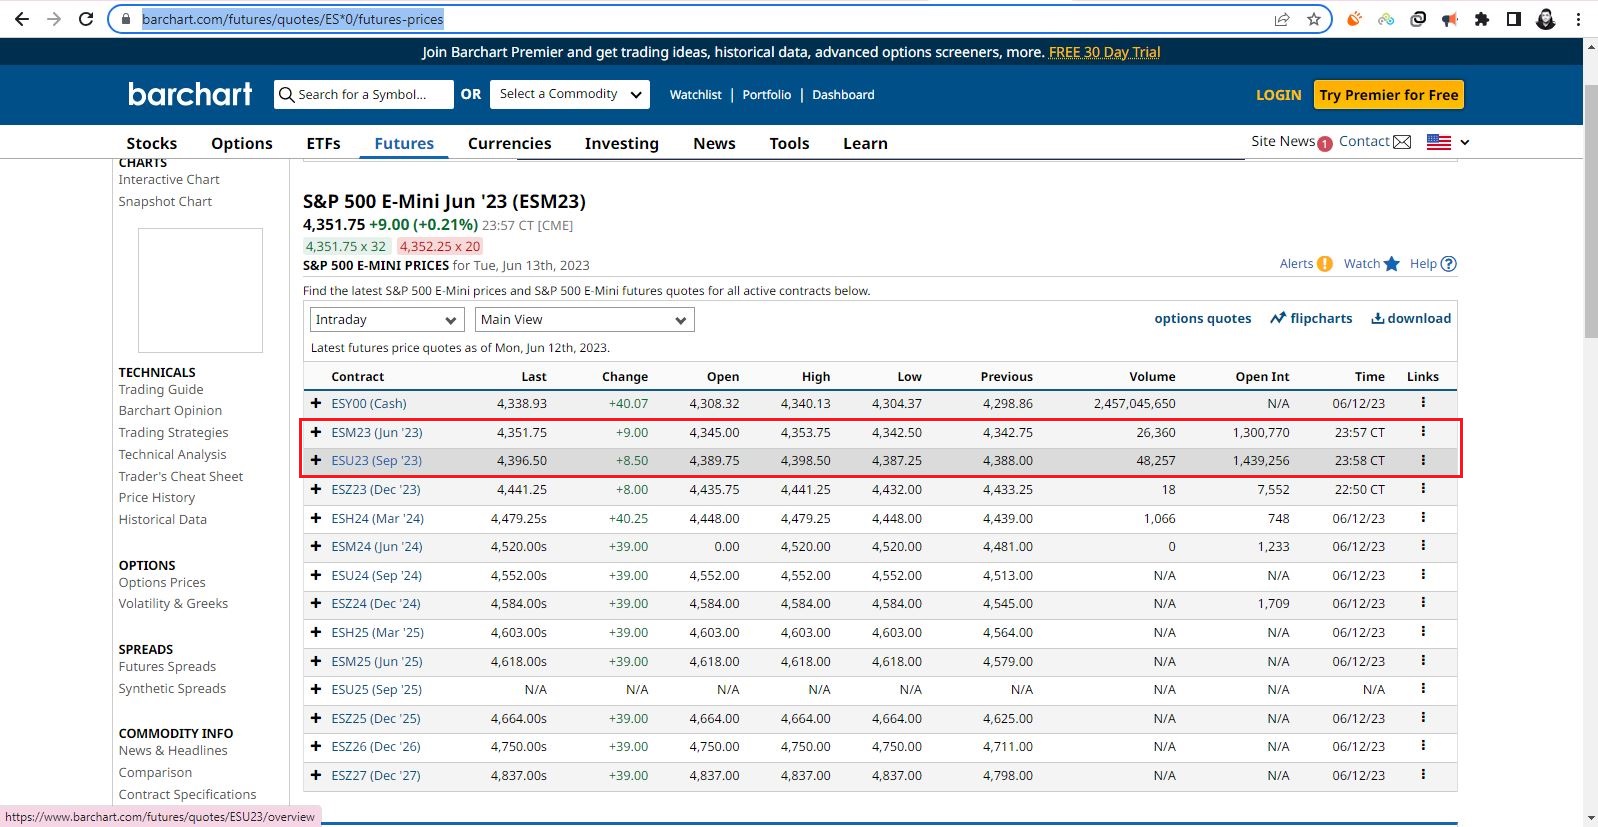 barchart.com/futures/quotes/ES*0/futures-prices
Join Barchart Premier and get trading ideas, historical data, advanced options screeners, more. FREE 30 Day Trial
barchart Search for a Symbol... OR Select a Commodity Watchlist | Portfolio | Dashboard LOGIN Try Premier for Free
Stocks Options ETFs Futures Currencies Investing News Tools Learn Site News 1 Contact
CHARTS
Interactive Chart
Snapshot Chart
TECHNICALS
Trading Guide
Barchart Opinion
Trading Strategies
Technical Analysis
Trader's Cheat Sheet
Price History
Historical Data
OPTIONS
Options Prices
Volatility & Greeks
SPREADS
Futures Spreads
Synthetic Spreads
COMMODITY INFO
News & Headlines
Comparison
Contract Specifications
S&P 500 E-Mini Jun '23 (ESM23)
4,351.75 +9.00 (+0.21%) 23:57 CT [CME]
4,351.75 x 32 4,352.25 x 20
S&P 500 E-MINI PRICES for Tue, Jun 13th, 2023 Alerts Watch Help
Find the latest S&P 500 E-Mini prices and S&P 500 E-Mini futures quotes for all active contracts below.
Intraday Main View options quotes flipcharts download
Latest futures price quotes as of Mon, Jun 12th, 2023.
Contract Last Change Open High Low Previous Volume Open Int Time Links
+ ESY00 (Cash) 4,338.93 +40.07 4,308.32 4,340.13 4,304.37 4,298.86 2,457,045,650 N/A 06/12/23
+ ESM23 (Jun '23) 4,351.75 +9.00 4,345.00 4,353.75 4,342.50 4,342.75 26,360 1,300,770 23:57 CT
+ ESU23 (Sep '23) 4,396.50 +8.50 4,389.75 4,398.50 4,387.25 4,388.00 48,257 1,439,256 23:58 CT
+ ESZ23 (Dec '23) 4,441.25 +8.00 4,435.75 4,441.25 4,432.00 4,433.25 18 7,552 22:50 CT
+ ESH24 (Mar '24) 4,479.25s +40.25 4,448.00 4,479.25 4,448.00 4,439.00 1,066 748 06/12/23
+ ESM24 (Jun '24) 4,520.00s +39.00 0.00 4,520.00 4,520.00 4,481.00 0 1,233 06/12/23
+ ESU24 (Sep '24) 4,552.00s +39.00 4,552.00 4,552.00 4,552.00 4,513.00 N/A N/A 06/12/23
+ ESZ24 (Dec '24) 4,584.00s +39.00 4,584.00 4,584.00 4,584.00 4,545.00 N/A 1,709 06/12/23
+ ESH25 (Mar '25) 4,603.00s +39.00 4,603.00 4,603.00 4,603.00 4,564.00 N/A N/A 06/12/23
+ ESM25 (Jun '25) 4,618.00s +39.00 4,618.00 4,618.00 4,618.00 4,579.00 N/A N/A 06/12/23
+ ESU25 (Sep '25) N/A N/A N/A N/A N/A N/A N/A N/A N/A
+ ESZ25 (Dec '25) 4,664.00s +39.00 4,664.00 4,664.00 4,664.00 4,625.00 N/A N/A 06/12/23
+ ESZ26 (Dec '26) 4,750.00s +39.00 4,750.00 4,750.00 4,750.00 4,711.00 N/A N/A 06/12/23
+ ESZ27 (Dec '27) 4,837.00s +39.00 4,837.00 4,837.00 4,837.00 4,798.00 N/A N/A 06/12/23
https://www.barchart.com/futures/quotes/ESU23/overview